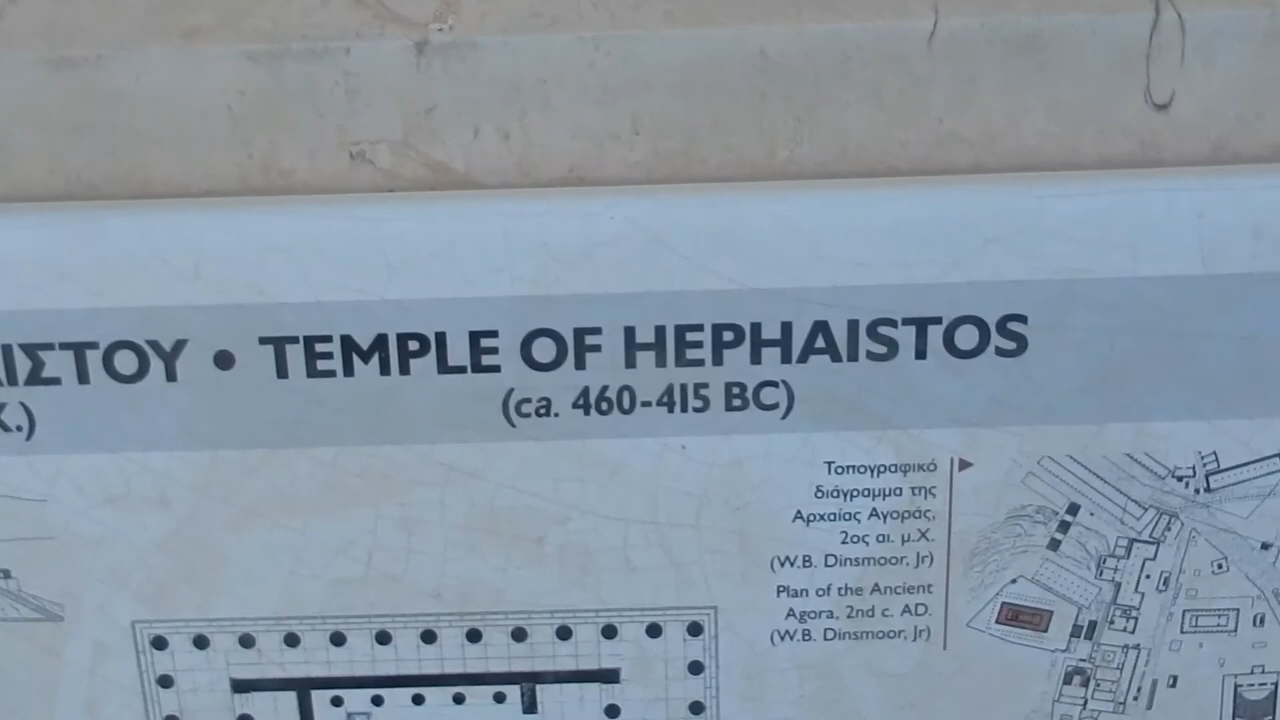 ΙΣΤΟΥ • TEMPLE OF HEPHAISTOS
Χ.)
(ca. 460-415 BC)
Τοπογραφικό
διάγραμμα της
Αρχαίας Αγοράς,
2ος αι. μ.Χ.
(W.B. Dinsmoor, Jr)
Plan of the Ancient
Agora, 2nd c. AD.
(W.B. Dinsmoor, Jr)